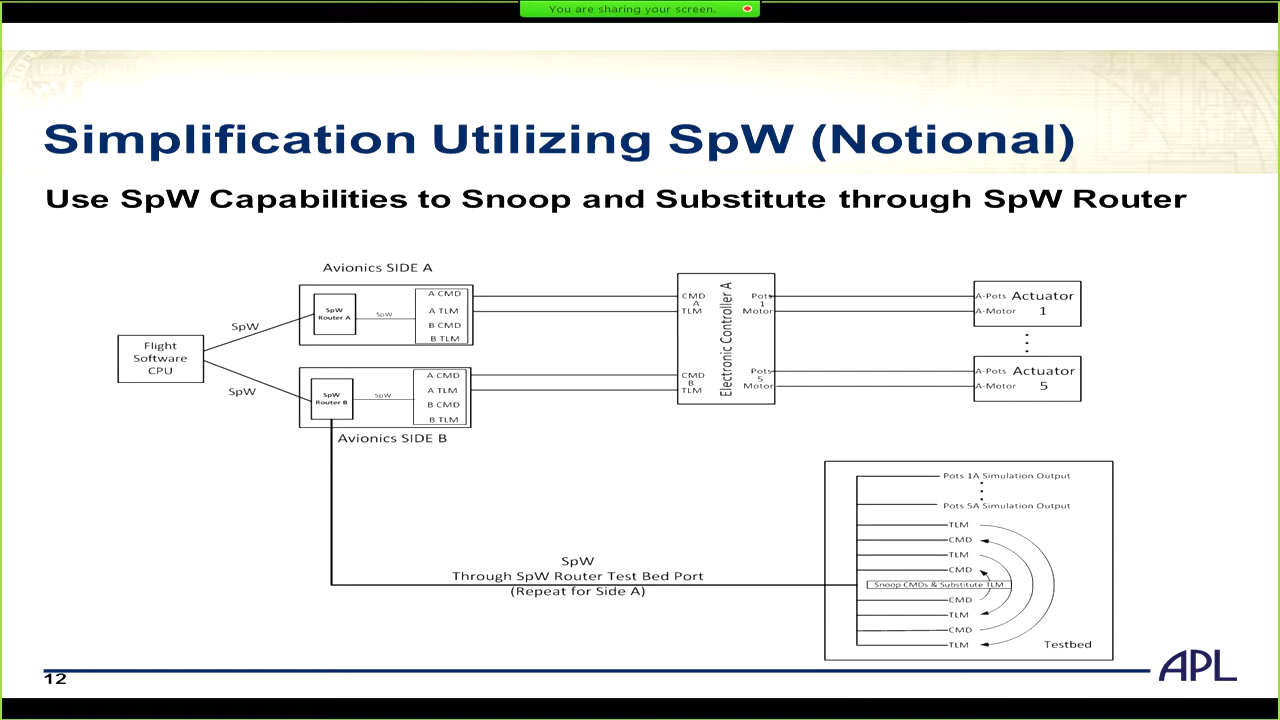 You are sharing your screen.
Simplification Utilizing SpW (Notional)
Use SpW Capabilities to Snoop and Substitute through SpW Router
Avionics SIDE A
SpW
Router A
SpW
A CMD
A TLM
B CMD
B TLM
SpW
Flight
Software
CPU
SpW
SpW
Router B
SpW
A CMD
A TLM
B CMD
B TLM
Avionics SIDE B
CMD
A
TLM
CMD
B
TLM
Electronic Controller A
Pots
1
Motor
Pots
5
Motor
A-Pots
A-Motor
Actuator
1
A-Pots
A-Motor
Actuator
5
SpW
Through SpW Router Test Bed Port
(Repeat for Side A)
Pots 1A Simulation Output
Pots 5A Simulation Output
TLM
CMD
TLM
CMD
Snoop CMDs & Substitute TLM
CMD
TLM
CMD
TLM
Testbed
12
APL